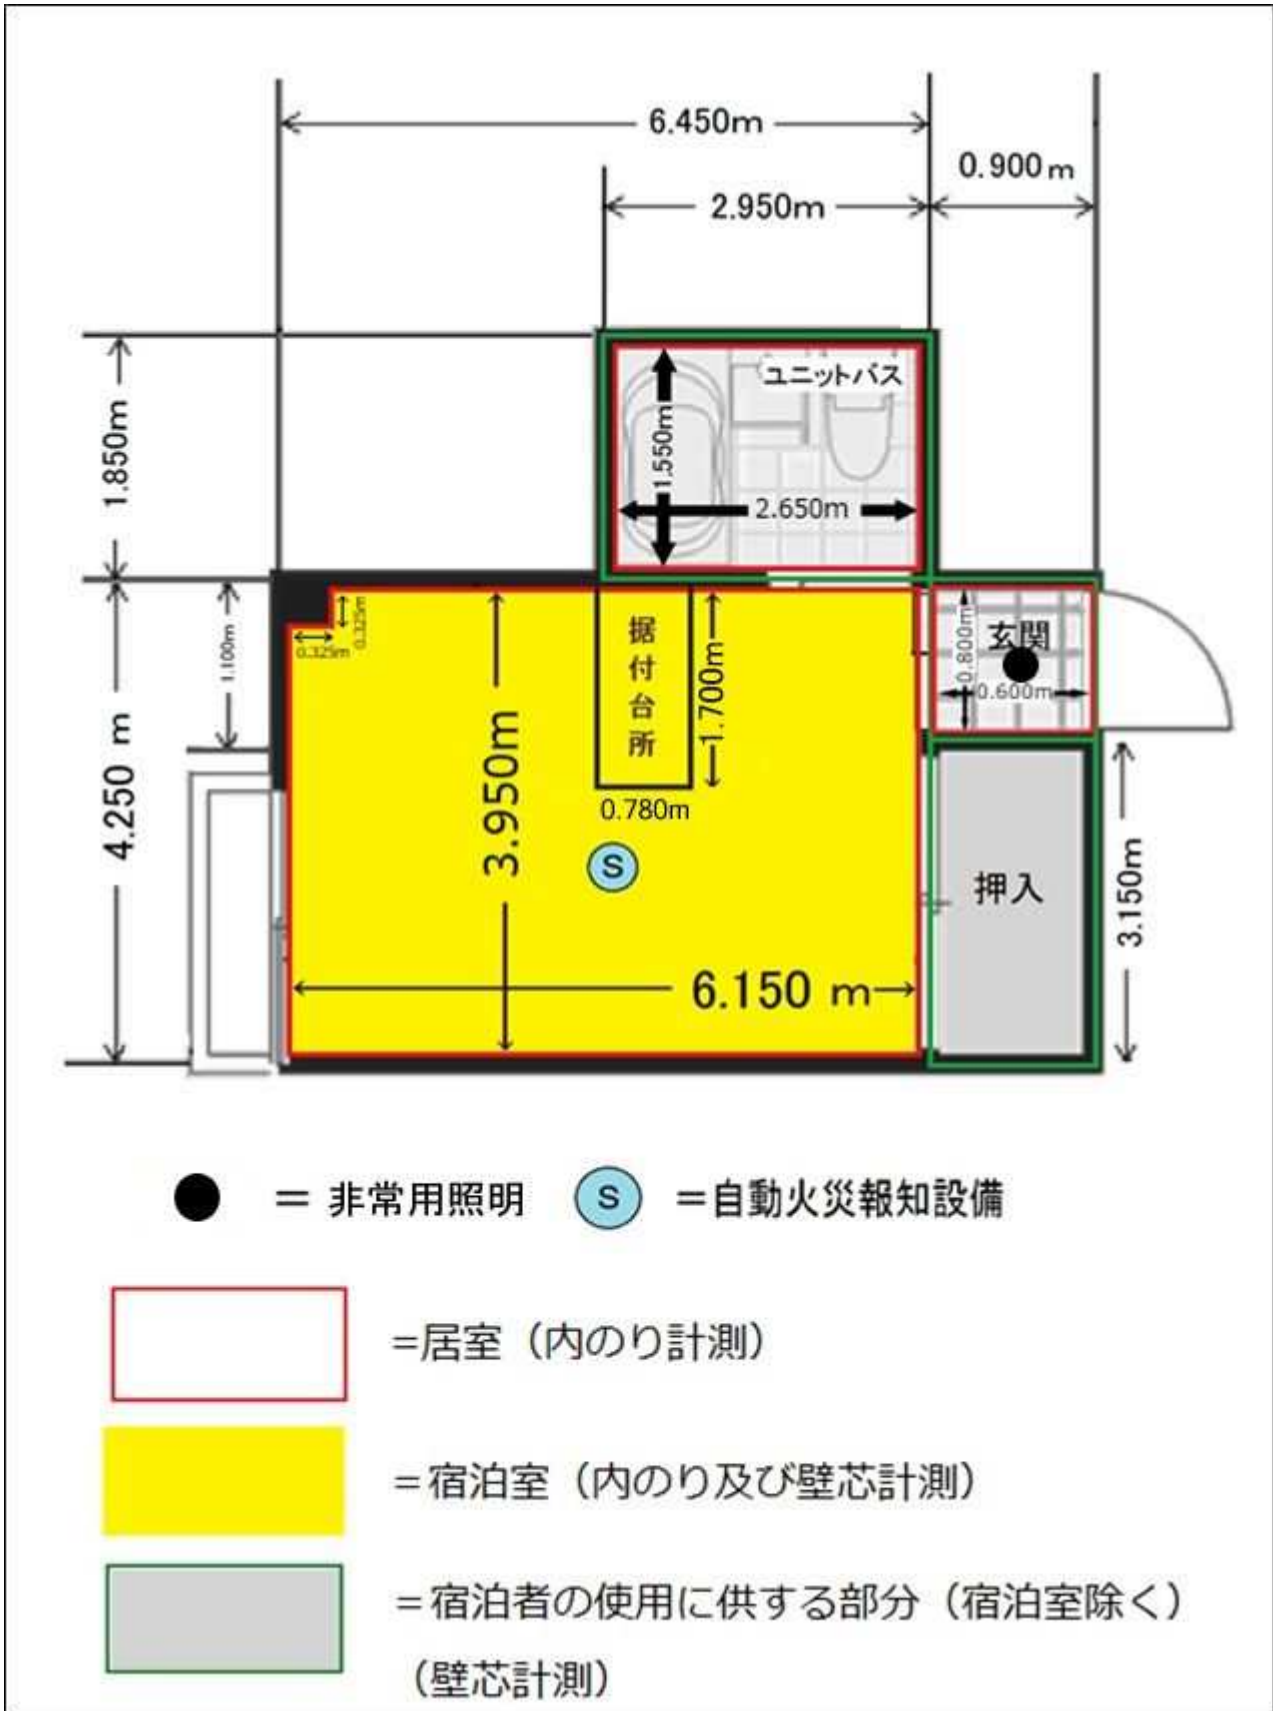 6.450m
0.900m
2.950m
ユニットバス
1.850m
1.550m
2.650m
0.325m
0.325m
1.100m
4.250 m
3.950m
据付台所
1.700m
0.780m
玄関
0.800m
0.600m
S
押入
3.150m
6.150 m
= 非常用照明
S =自動火災報知設備
=居室（内のり計測）
=宿泊室（内のり及び壁芯計測）
=宿泊者の使用に供する部分（宿泊室除く）
（壁芯計測）